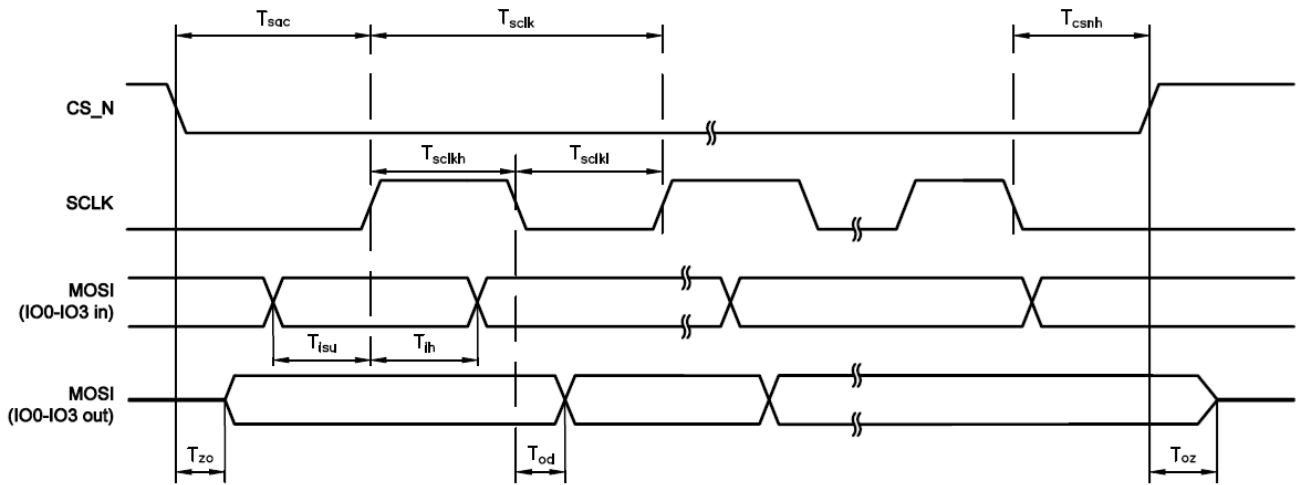 Tsac Tsclk Tcsnh
CS_N
Tsclkh Tsclkl
SCLK
MOSI
(IO0-IO3 in)
Tisu Tih
MOSI
(IO0-IO3 out)
Tzo Tod Toz